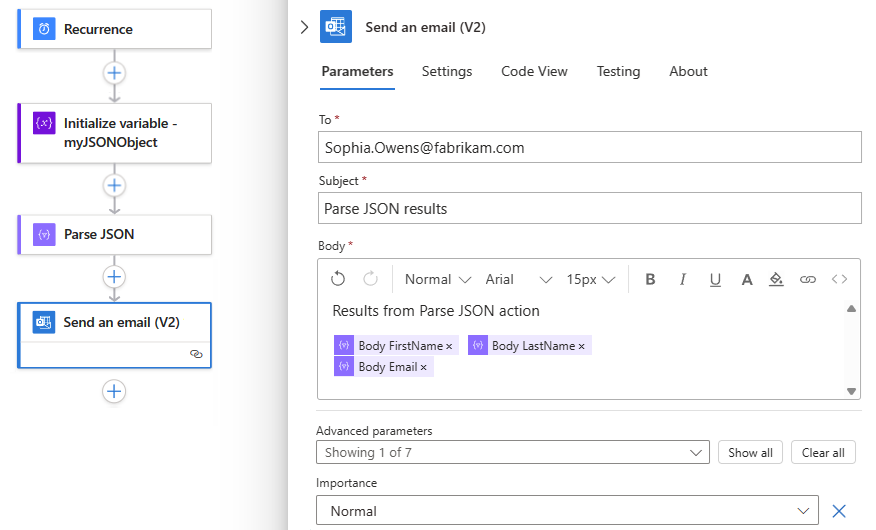 Recurrence
Initialize variable -
myJSONObject
Parse JSON
Send an email (V2)
Send an email (V2)
Parameters Settings Code View Testing About
To *
Sophia.Owens@fabrikam.com
Subject *
Parse JSON results
Body *
Normal Arial 15px B I U A
Results from Parse JSON action
Body FirstName × Body LastName ×
Body Email ×
Advanced parameters
Showing 1 of 7 Show all Clear all
Importance
Normal